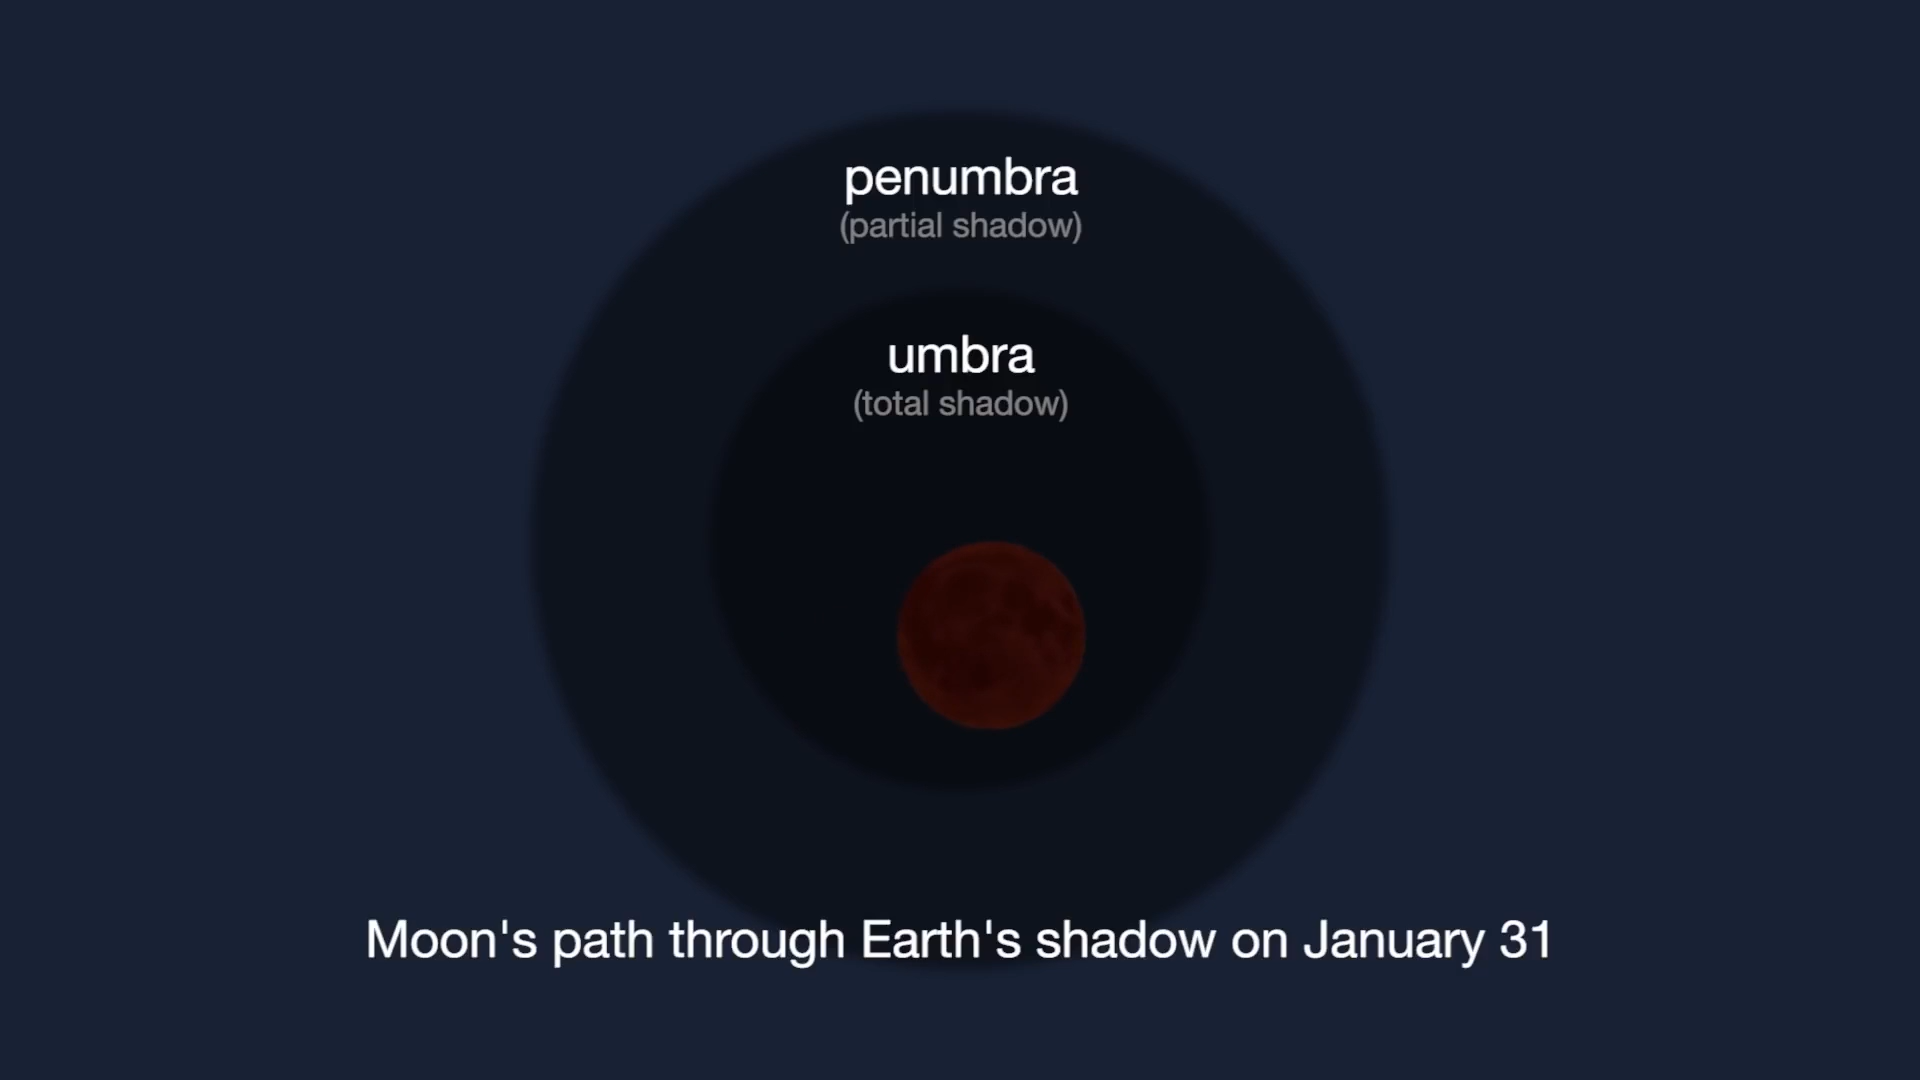 penumbra
(partial shadow)
umbra
(total shadow)
Moon's path through Earth's shadow on January 31